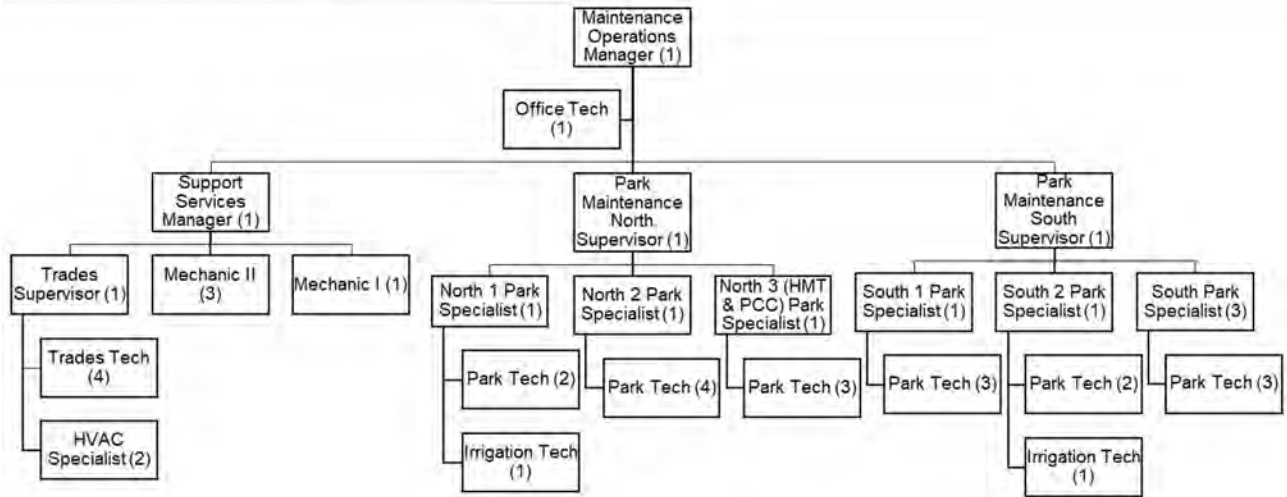 Maintenance
Operations
Manager (1)
Office Tech
(1)
Support
Services
Manager (1)
Park
Maintenance
North
Supervisor (1)
Park
Maintenance
South
Supervisor (1)
Trades
Supervisor (1)
Mechanic II
(3)
Mechanic I (1)
North 1 Park
Specialist (1)
North 2 Park
Specialist (1)
North 3 (HMT
& PCC) Park
Specialist (1)
South 1 Park
Specialist (1)
South 2 Park
Specialist (1)
South Park
Specialist (3)
Trades Tech
(4)
Park Tech (2)
Park Tech (4)
Park Tech (3)
Park Tech (3)
Park Tech (2)
Park Tech (3)
HVAC
Specialist (2)
Irrigation Tech
(1)
Irrigation Tech
(1)